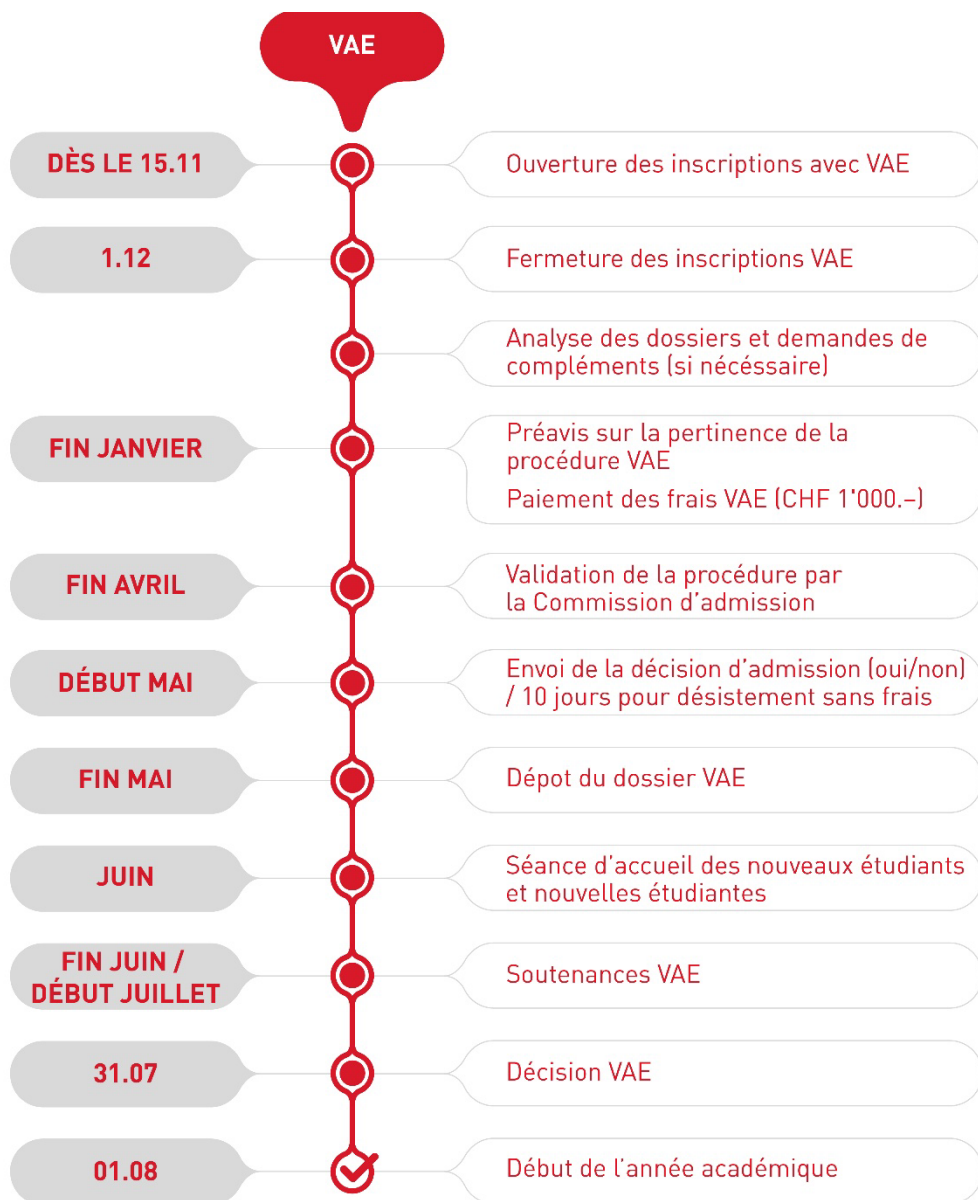 VAE
DÈS LE 15.11
Ouverture des inscriptions avec VAE
1.12
Fermeture des inscriptions VAE
Analyse des dossiers et demandes de
compléments (si nécéssaire)
FIN JANVIER
Préavis sur la pertinence de la
procédure VAE
Paiement des frais VAE (CHF 1'000.–)
FIN AVRIL
Validation de la procédure par
la Commission d'admission
DÉBUT MAI
Envoi de la décision d'admission (oui/non)
/ 10 jours pour désistement sans frais
FIN MAI
Dépot du dossier VAE
JUIN
Séance d'accueil des nouveaux étudiants
et nouvelles étudiantes
FIN JUIN /
DÉBUT JUILLET
Soutenances VAE
31.07
Décision VAE
01.08
Début de l'année académique